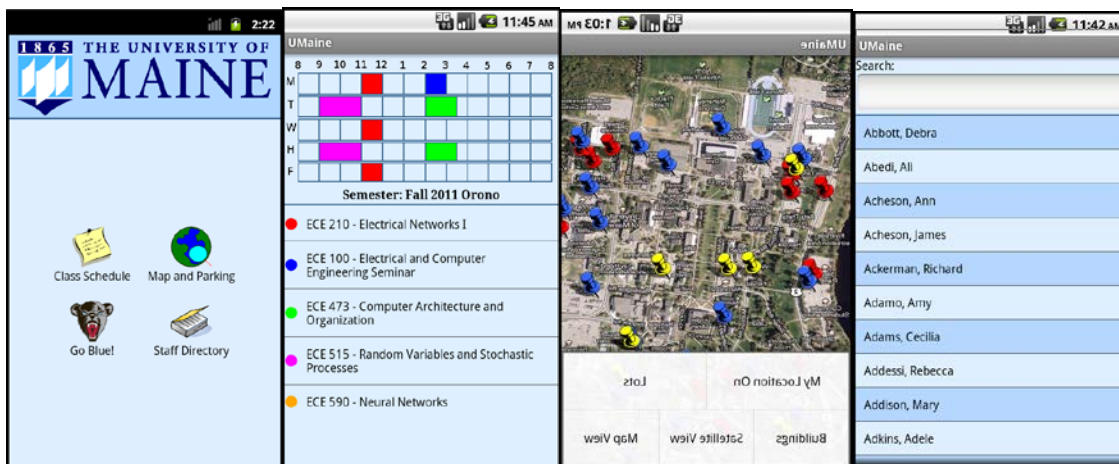 2:22
1865 THE UNIVERSITY OF
MAINE
Class Schedule
Map and Parking
Go Blue!
Staff Directory
3G 11:45 AM
UMaine
8 9 10 11 12 1 2 3 4 5 6 7 8
M
T
W
H
F
Semester: Fall 2011 Orono
ECE 210 - Electrical Networks I
ECE 100 - Electrical and Computer
Engineering Seminar
ECE 473 - Computer Architecture and
Organization
ECE 515 - Random Variables and Stochastic
Processes
ECE 590 - Neural Networks
3G 1:03 PM
UMaine
My Location On
Lots
Buildings
Satellite View
Map View
3G 11:42 AM
UMaine
Search:
Abbott, Debra
Abedi, Ali
Acheson, Ann
Acheson, James
Ackerman, Richard
Adamo, Amy
Adams, Cecilia
Addessi, Rebecca
Addison, Mary
Adkins, Adele